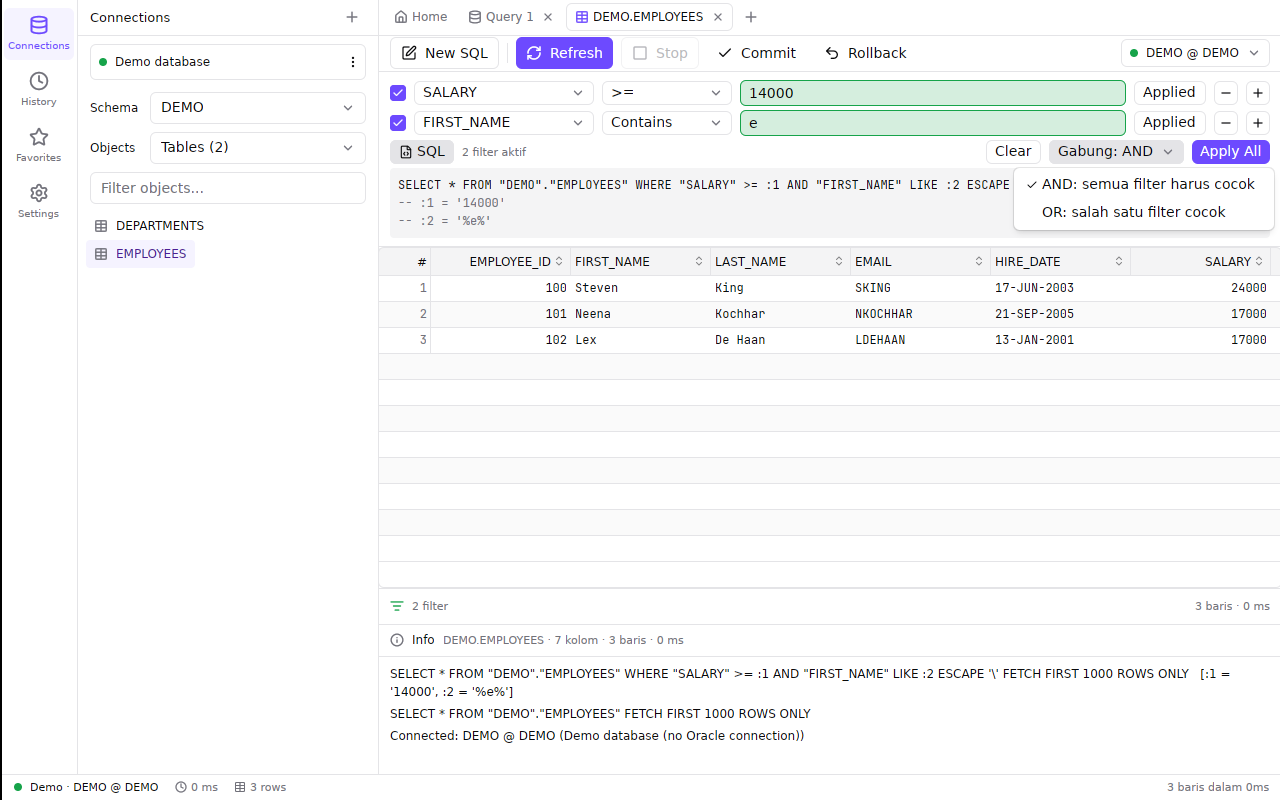 Connections
Connections
History
Favorites
Settings
Demo database
Schema
DEMO
Objects
Tables (2)
Filter objects...
DEPARTMENTS
EMPLOYEES
Home
Query 1
DEMO.EMPLOYEES
New SQL
Refresh
Stop
Commit
Rollback
DEMO @ DEMO
SALARY
>=
14000
Applied
FIRST_NAME
Contains
e
Applied
SQL
2 filter aktif
Clear
Gabung: AND
Apply All
SELECT * FROM "DEMO"."EMPLOYEES" WHERE "SALARY" >= :1 AND "FIRST_NAME" LIKE :2 ESCAPE
-- :1 = '14000'
-- :2 = '%e%'
AND: semua filter harus cocok
OR: salah satu filter cocok
# EMPLOYEE_ID FIRST_NAME LAST_NAME EMAIL HIRE_DATE SALARY
1 100 Steven King SKING 17-JUN-2003 24000
2 101 Neena Kochhar NKOCHHAR 21-SEP-2005 17000
3 102 Lex De Haan LDEHAAN 13-JAN-2001 17000
2 filter
3 baris · 0 ms
Info DEMO.EMPLOYEES · 7 kolom · 3 baris · 0 ms
SELECT * FROM "DEMO"."EMPLOYEES" WHERE "SALARY" >= :1 AND "FIRST_NAME" LIKE :2 ESCAPE '\' FETCH FIRST 1000 ROWS ONLY [:1 =
'14000', :2 = '%e%']
SELECT * FROM "DEMO"."EMPLOYEES" FETCH FIRST 1000 ROWS ONLY
Connected: DEMO @ DEMO (Demo database (no Oracle connection))
Demo · DEMO @ DEMO
0 ms
3 rows
3 baris dalam 0ms